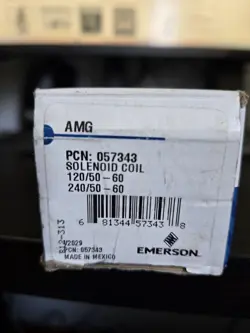 AMG
PCN: 057343
SOLENOID COIL
120/50-60
240/50-60
6 81344 57343 8
PCN: 057343
MADE IN MEXICO
EMERSON